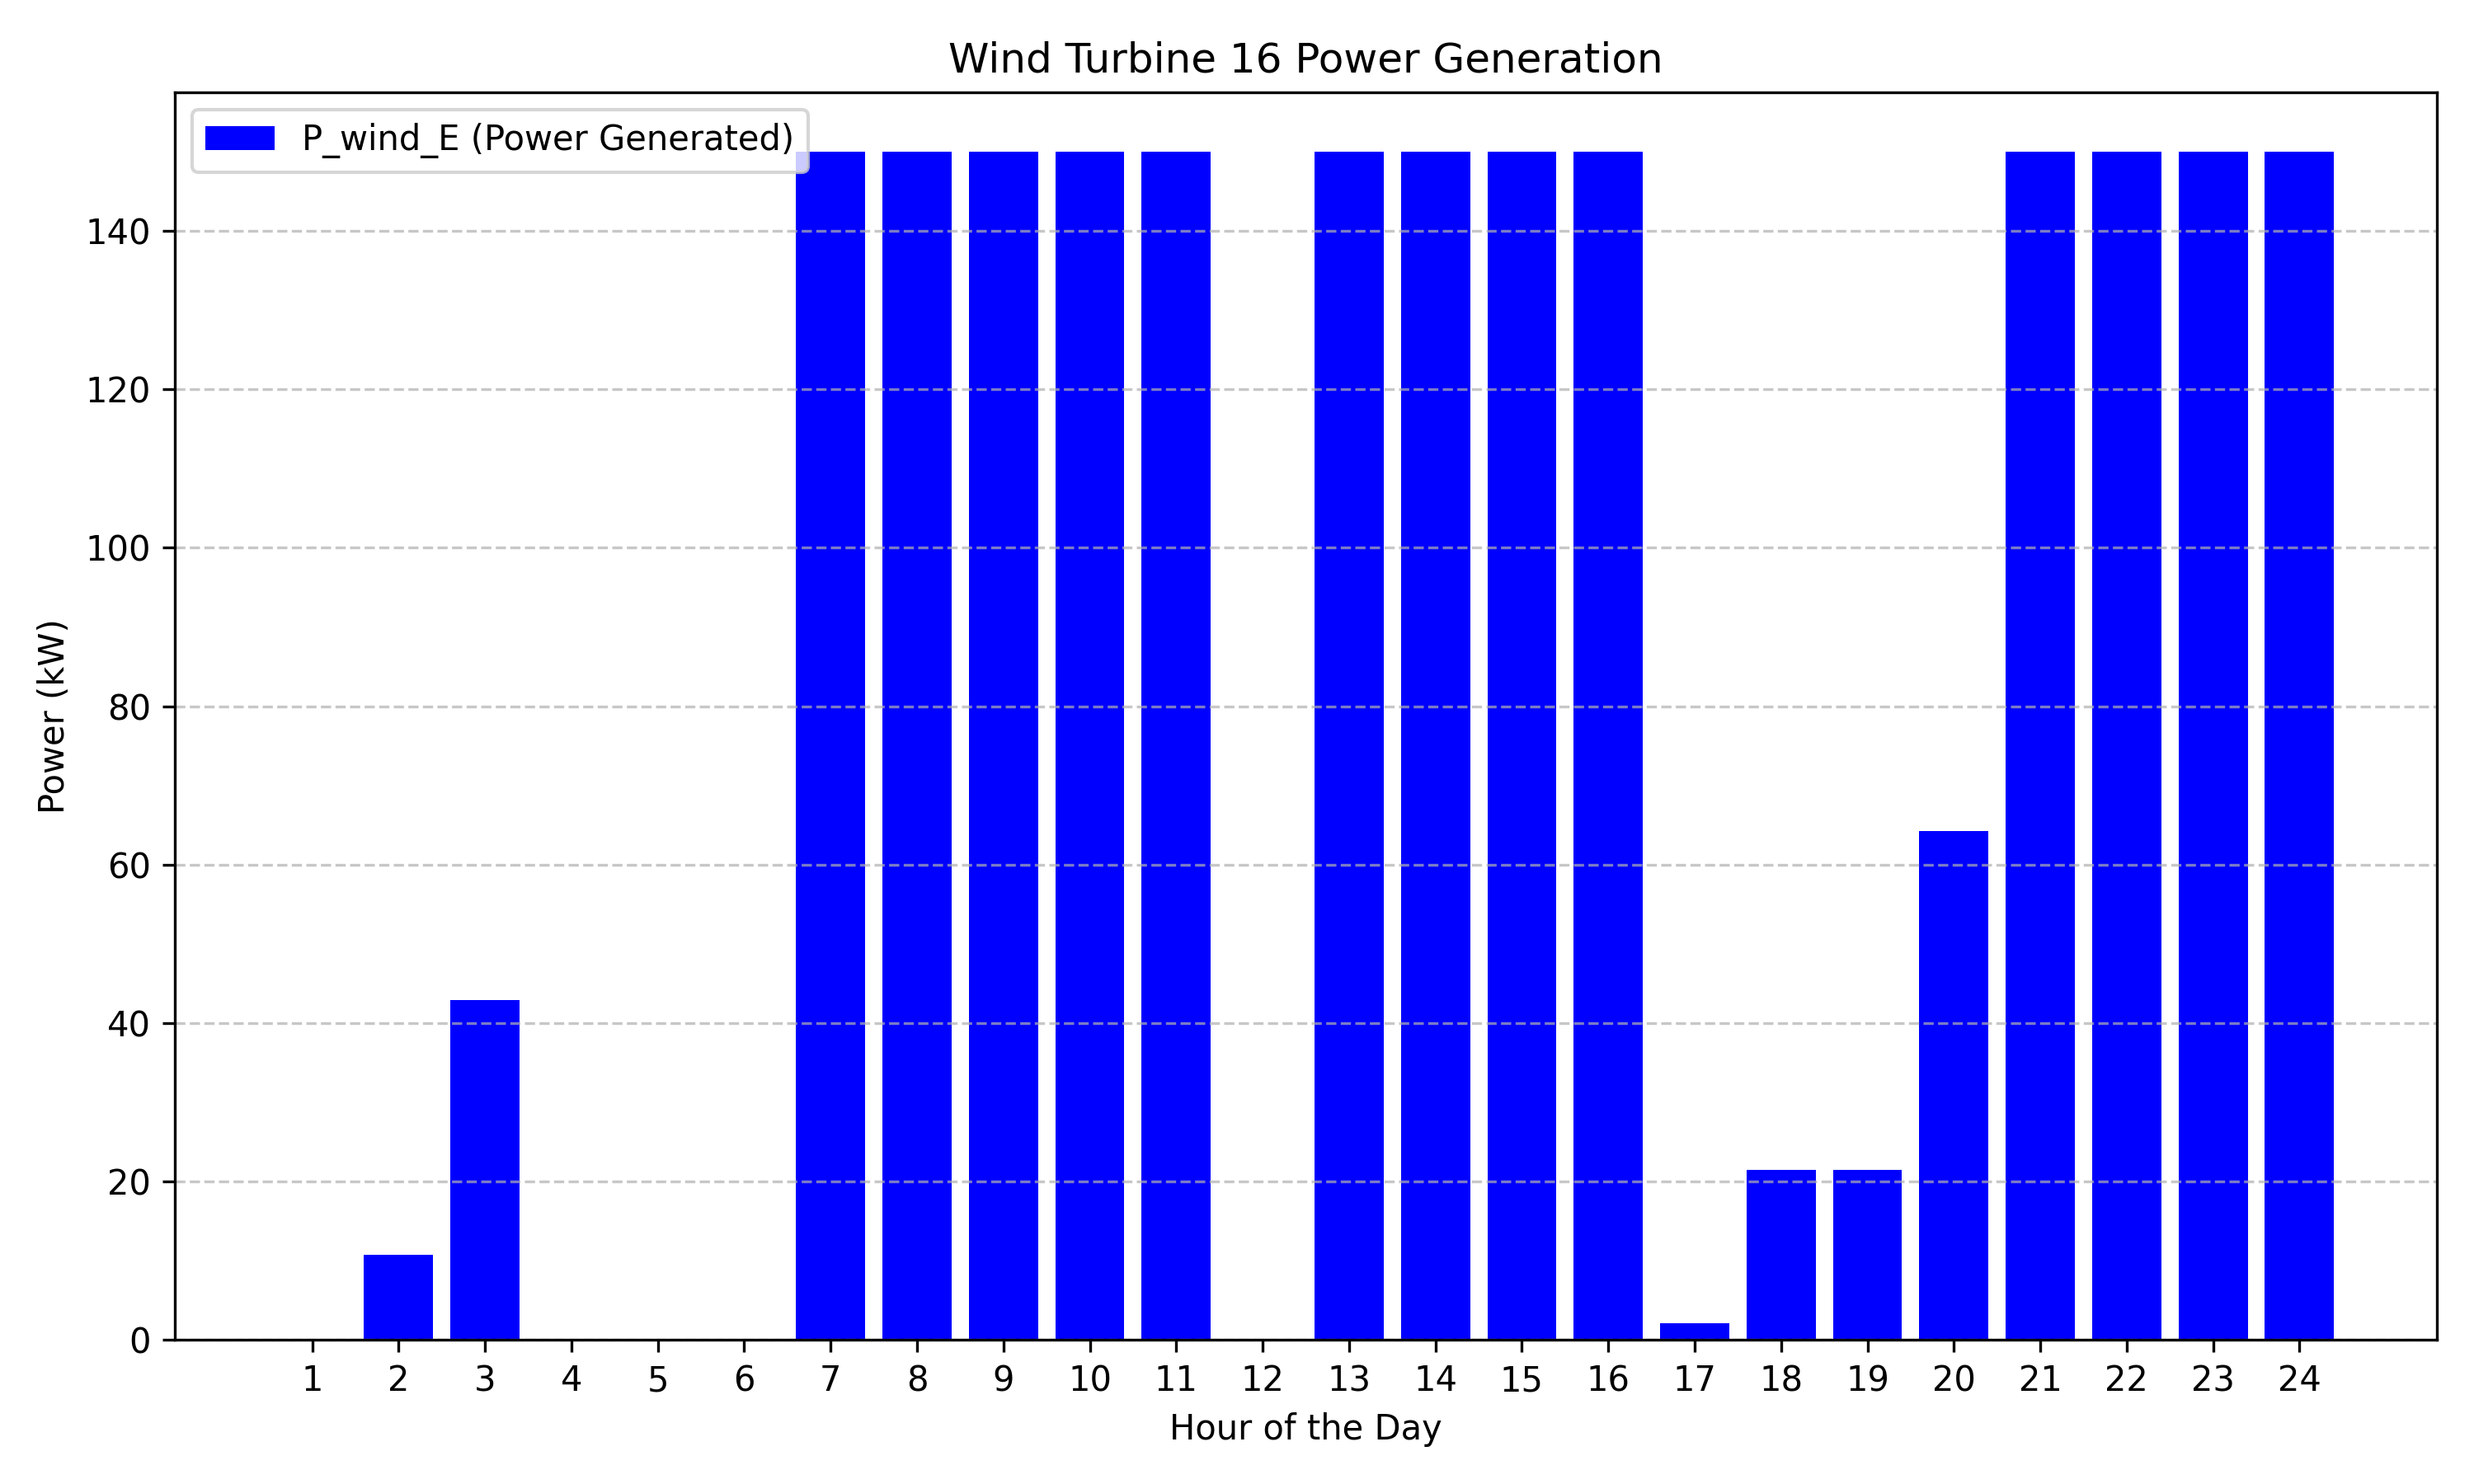 Wind Turbine 16 Power Generation
P_wind_E (Power Generated)
140
120
100
80
60
40
20
0
Power (kW)
1 2 3 4 5 6 7 8 9 10 11 12 13 14 15 16 17 18 19 20 21 22 23 24
Hour of the Day